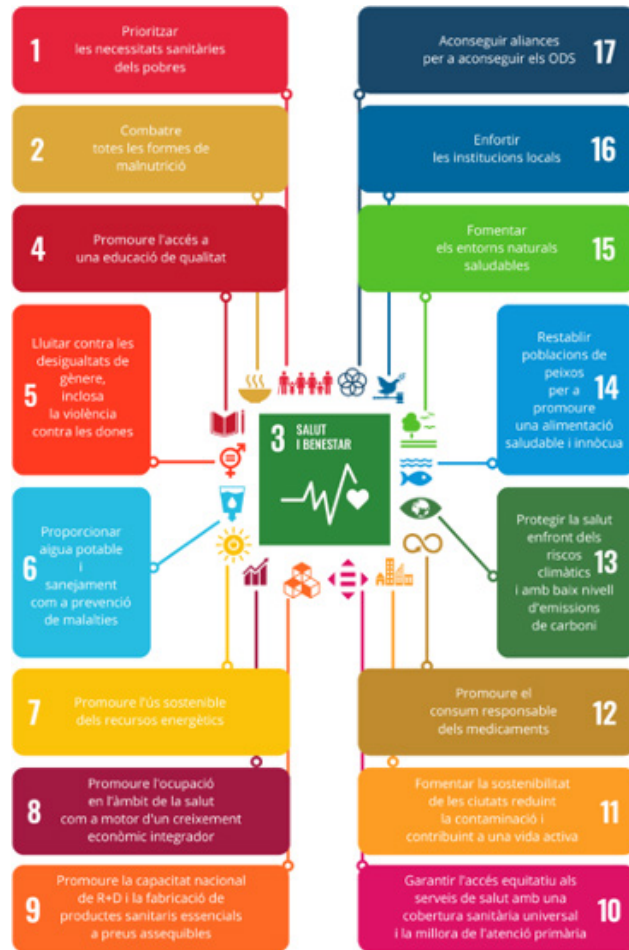 1
Prioritzar
les necessitats sanitàries
dels pobres
2
Combatre
totes les formes de
malnutrició
4
Promoure l'accés a
una educació de qualitat
5
Lluitar contra les
desigualtats de
gènere,
inclosa
la violència
contra les dones
6
Proporcionar
aigua potable
i
sanejament
com a prevenció
de malalties
7
Promoure l'ús sostenible
dels recursos energètics
8
Promoure l'ocupació
en l'àmbit de la salut
com a motor d'un creixement
econòmic integrador
9
Promoure la capacitat nacional
de R+D i la fabricació de
productes sanitaris essencials
a preus assequibles
3 SALUT
I BENESTAR
Aconseguir aliances
per a aconseguir els ODS
17
Enfortir
les institucions locals
16
Fomentar
els entorns naturals
saludables
15
Restablir
poblacions de
peixos
per a
promoure
una alimentació
saludable i innòcua
14
Protegir la salut
enfront dels
riscos
climàtics
i amb baix nivell
d'emissions
de carboni
13
Promoure el
consum responsable
dels medicaments
12
Fomentar la sostenibilitat
de les ciutats reduint
la contaminació i
contribuint a una vida activa
11
Garantir l'accés equitatiu als
serveis de salut amb una
cobertura sanitària universal
i la millora de l'atenció primària
10